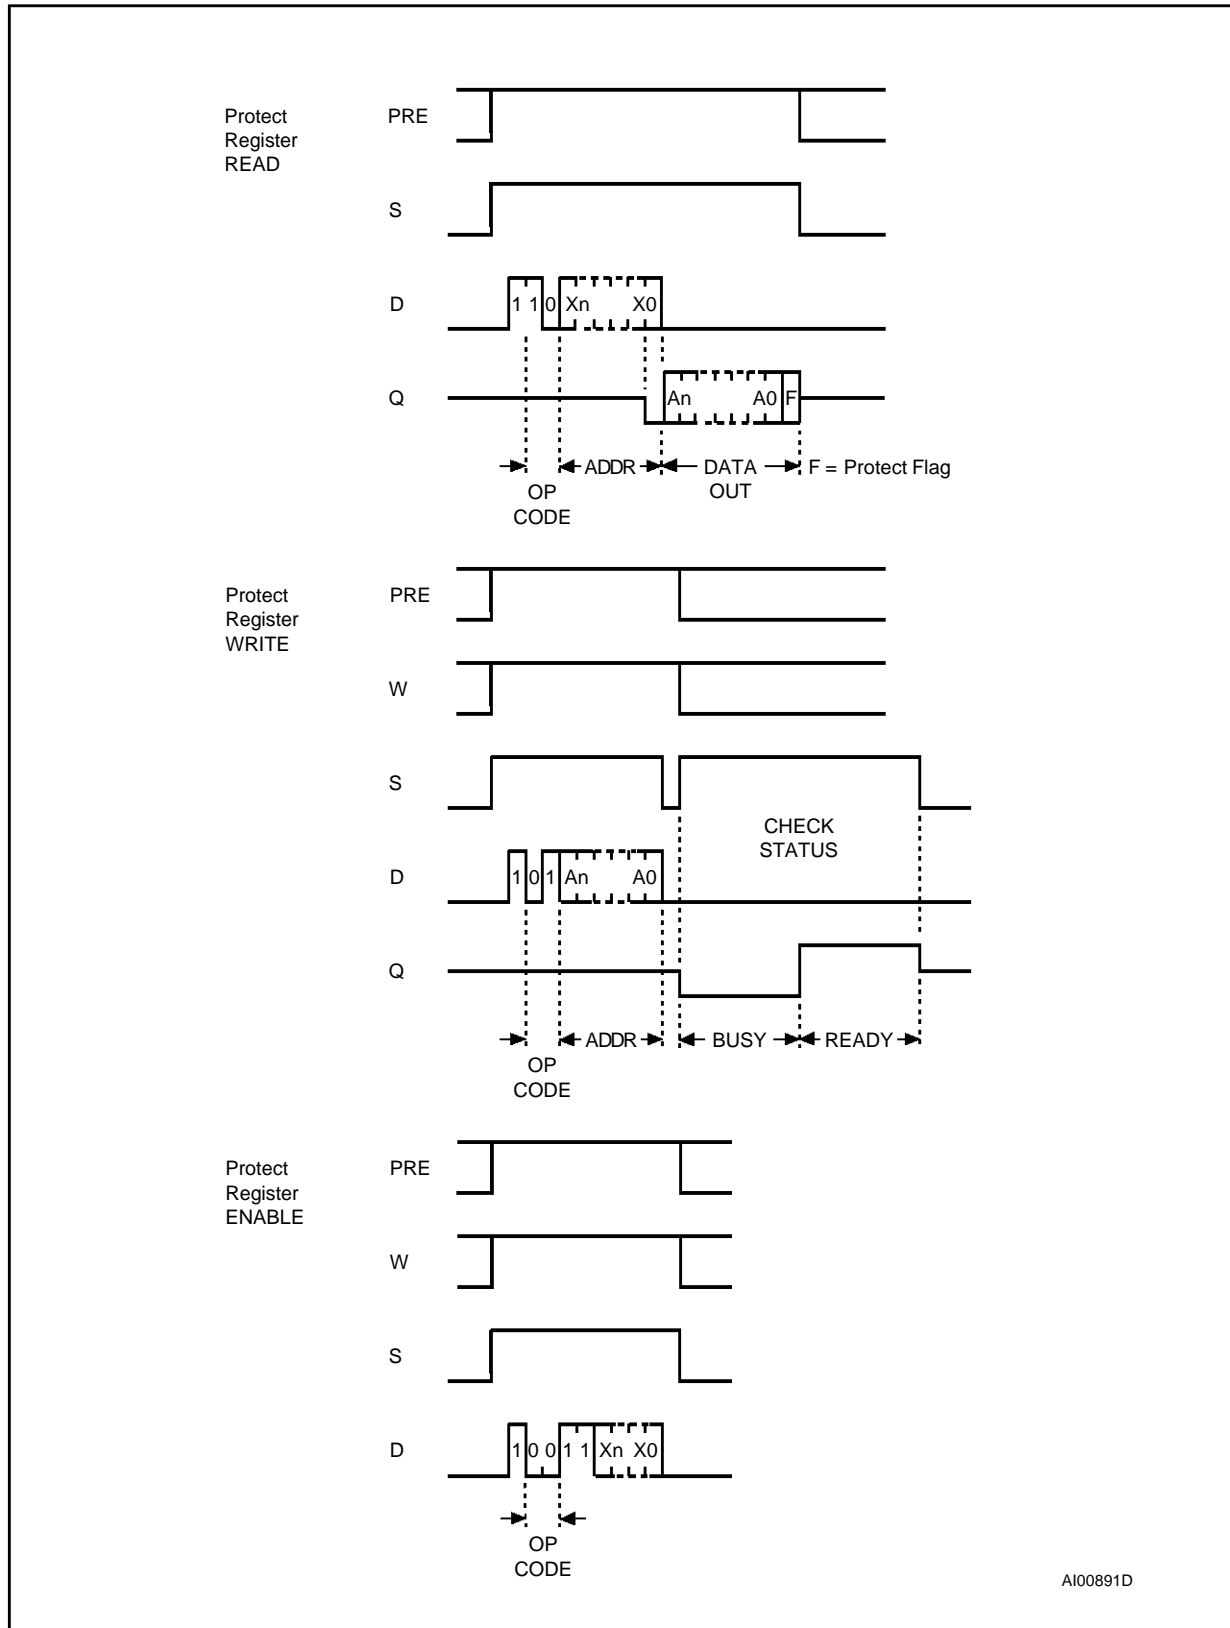 Protect
Register
READ
PRE
S
D
1 1 0 Xn X0
Q
An A0 F
ADDR DATA OUT F = Protect Flag
OP
CODE
Protect
Register
WRITE
PRE
W
S
CHECK
STATUS
D
1 0 1 An A0
Q
ADDR BUSY READY
OP
CODE
Protect
Register
ENABLE
PRE
W
S
D
1 0 0 1 1 Xn X0
OP
CODE
AI00891D